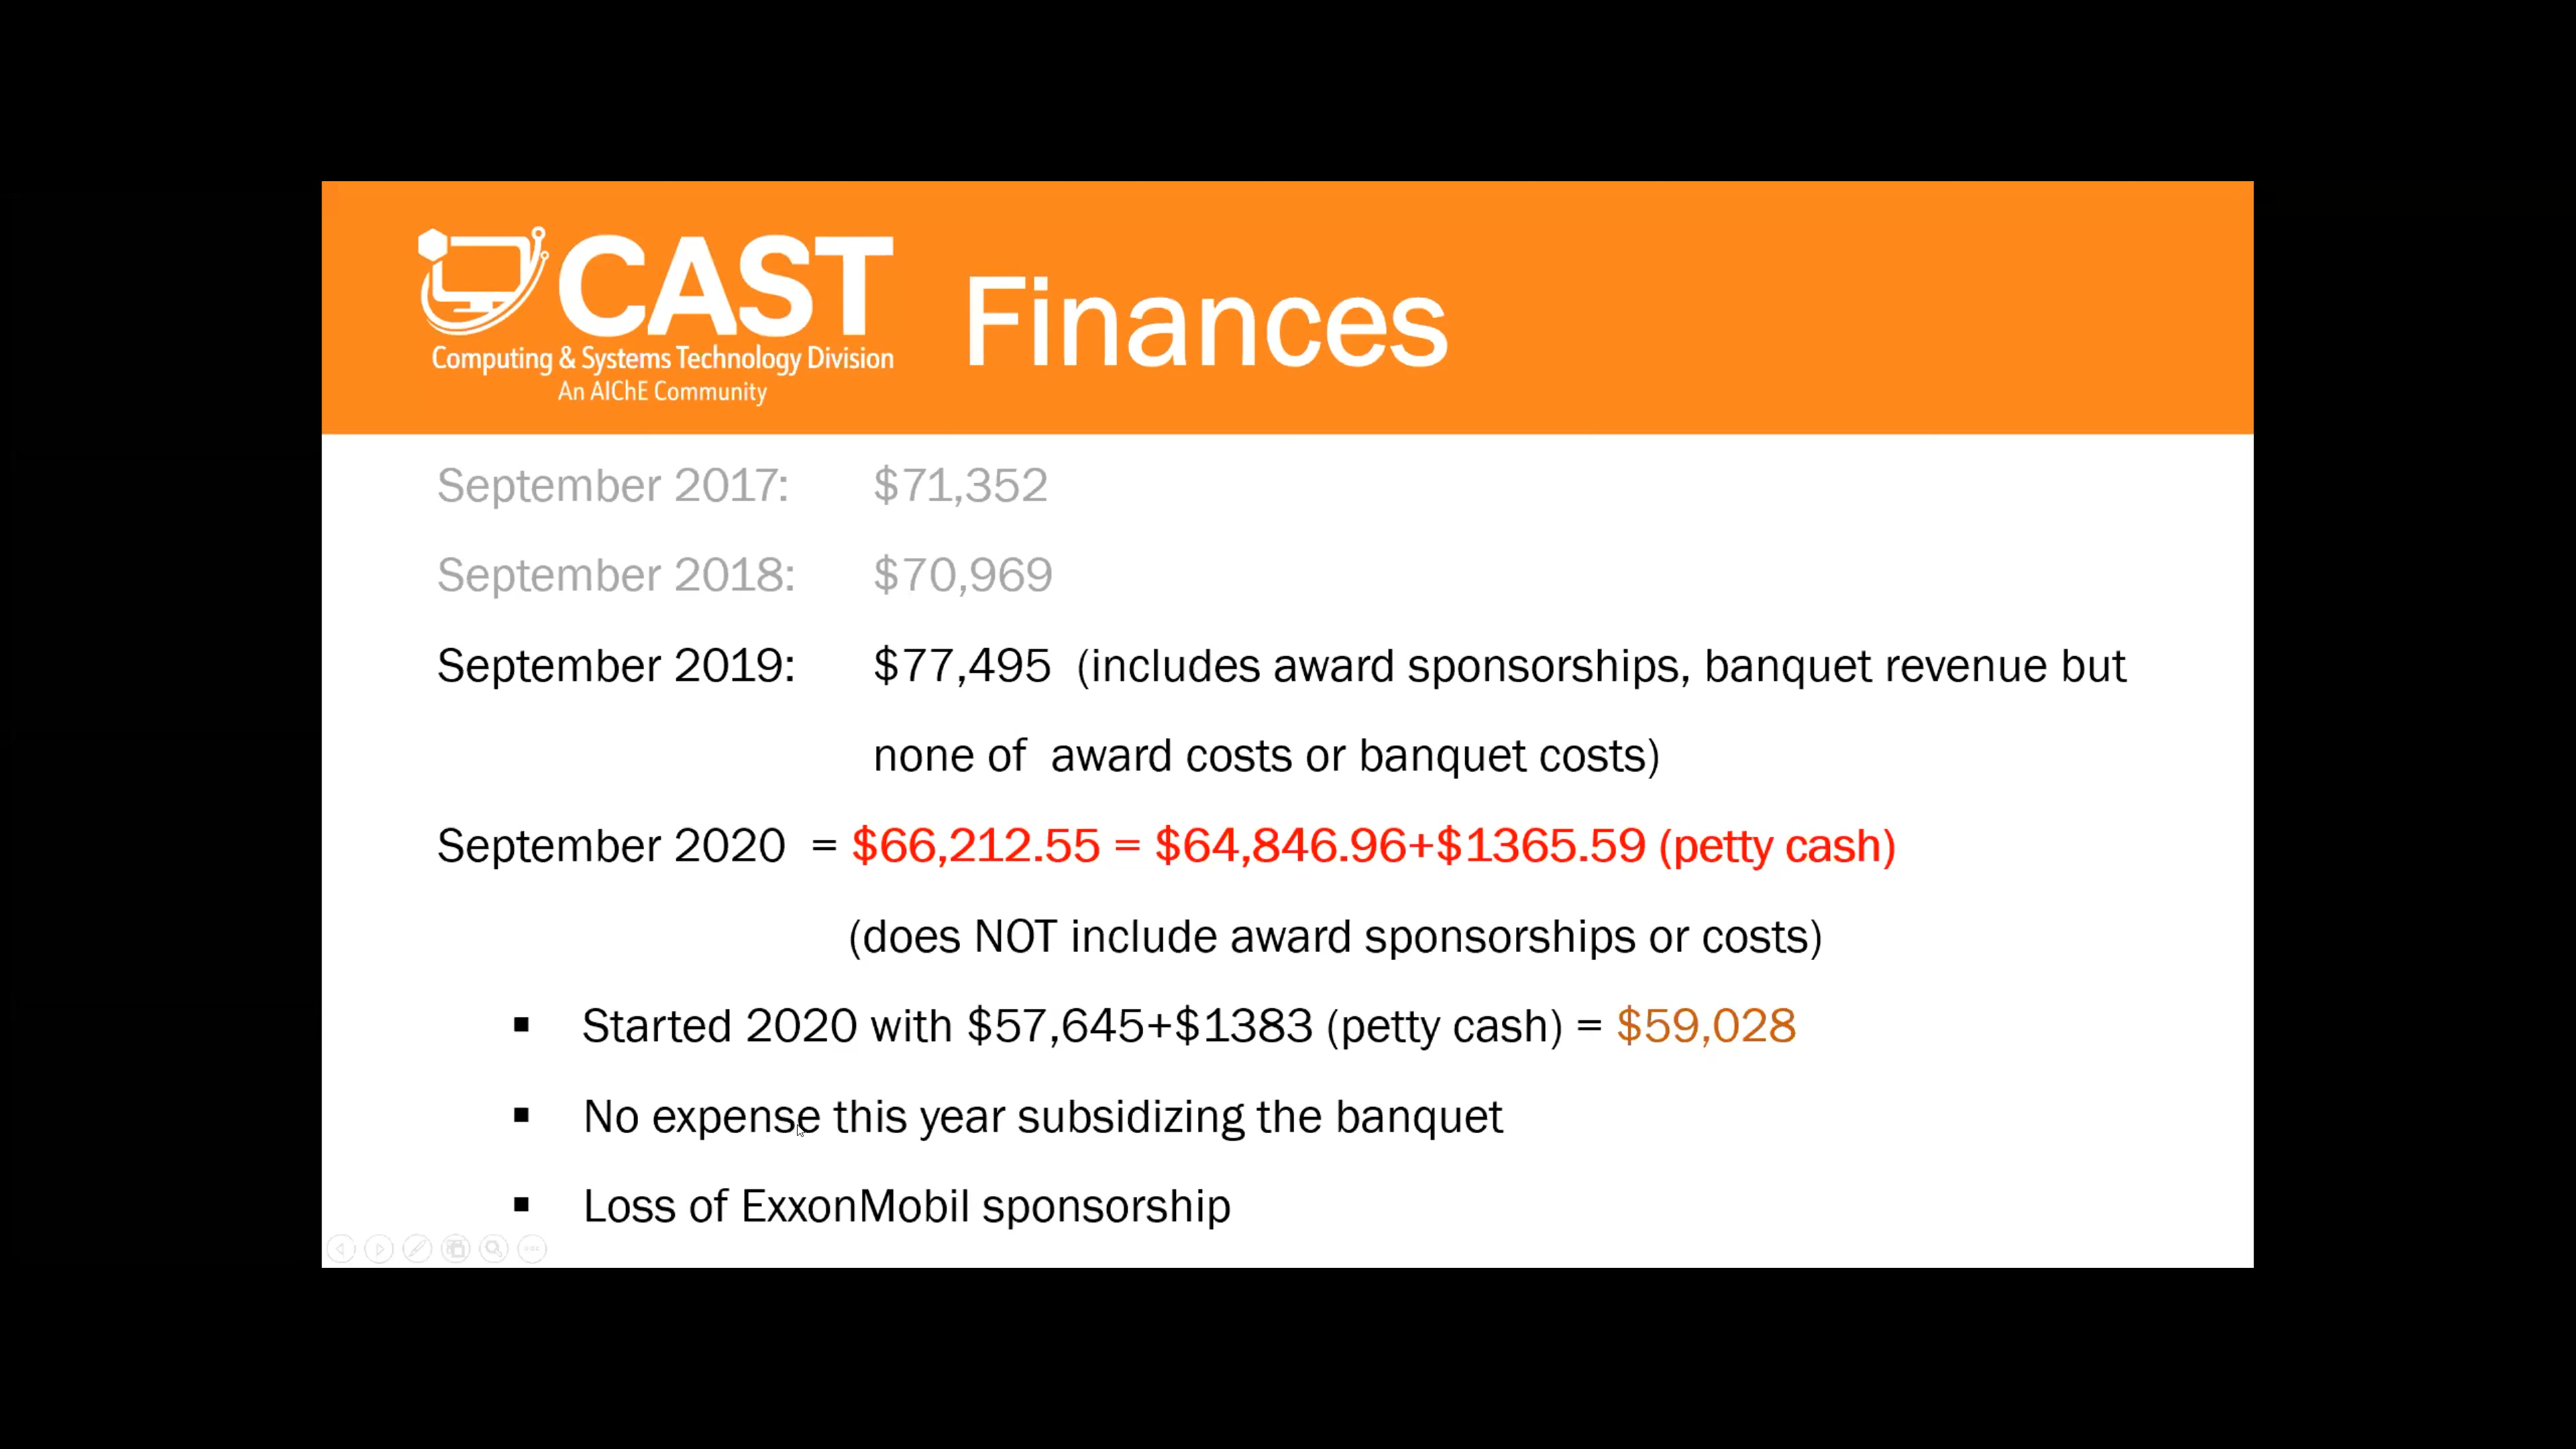 CAST
Computing & Systems Technology Division
An AIChE Community
Finances
September 2017: $71,352
September 2018: $70,969
September 2019: $77,495 (includes award sponsorships, banquet revenue but
none of award costs or banquet costs)
September 2020 = $66,212.55 = $64,846.96+$1365.59 (petty cash)
(does NOT include award sponsorships or costs)
▪ Started 2020 with $57,645+$1383 (petty cash) = $59,028
▪ No expense this year subsidizing the banquet
▪ Loss of ExxonMobil sponsorship